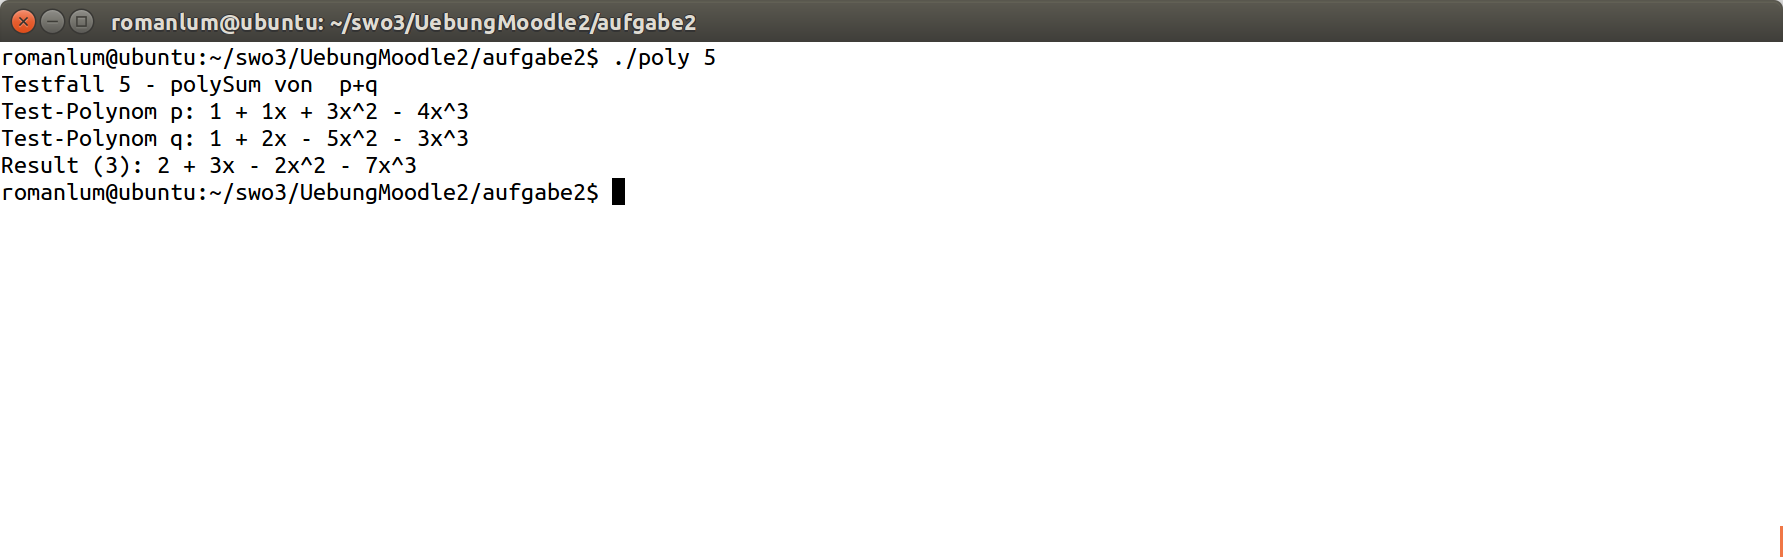 romanlum@ubuntu: ~/swo3/UebungMoodle2/aufgabe2
romanlum@ubuntu:~/swo3/UebungMoodle2/aufgabe2$ ./poly 5
Testfall 5 - polySum von  p+q
Test-Polynom p: 1 + 1x + 3x^2 - 4x^3
Test-Polynom q: 1 + 2x - 5x^2 - 3x^3
Result (3): 2 + 3x - 2x^2 - 7x^3
romanlum@ubuntu:~/swo3/UebungMoodle2/aufgabe2$